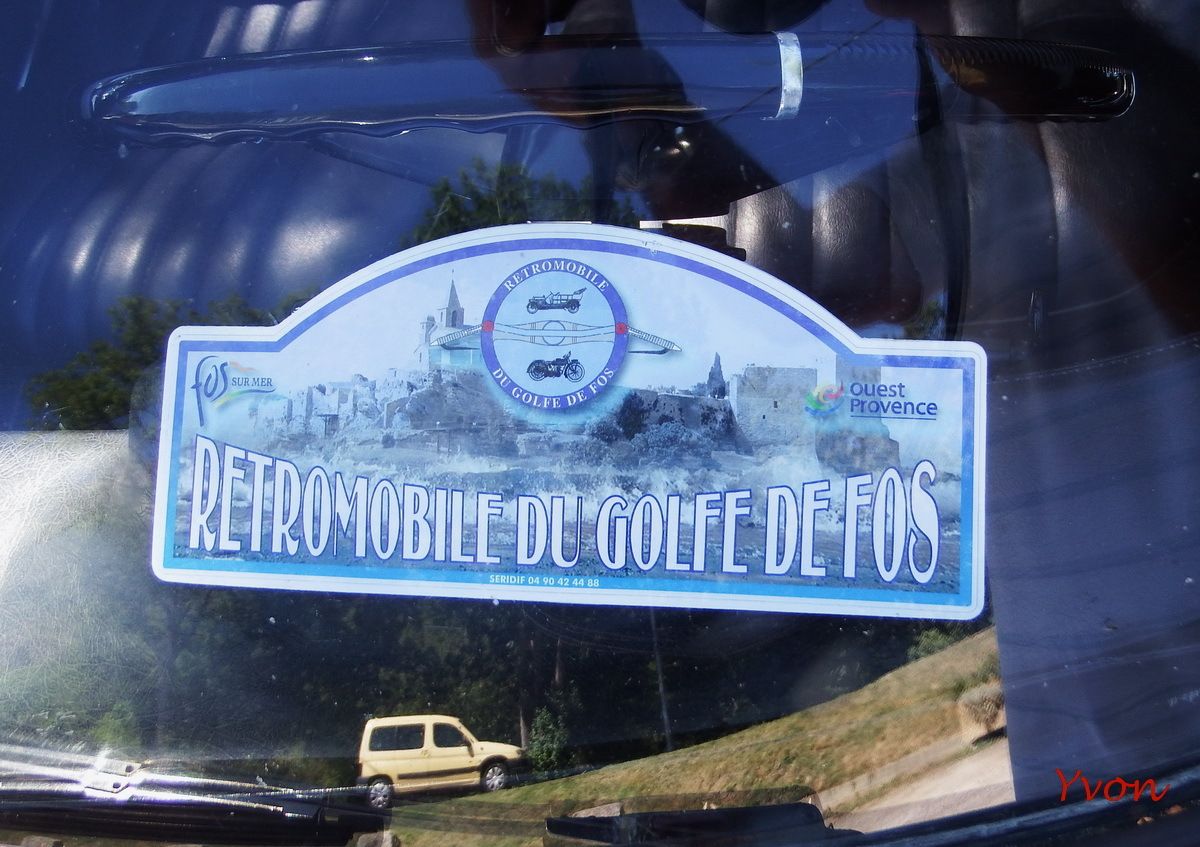 RETROMOBILE
DU GOLFE DE FOS
fos
SUR MER
OUEST
PROVENCE
RETROMOBILE DU GOLFE DE FOS
SERIDIF 04 90 42 44 88
Yvon